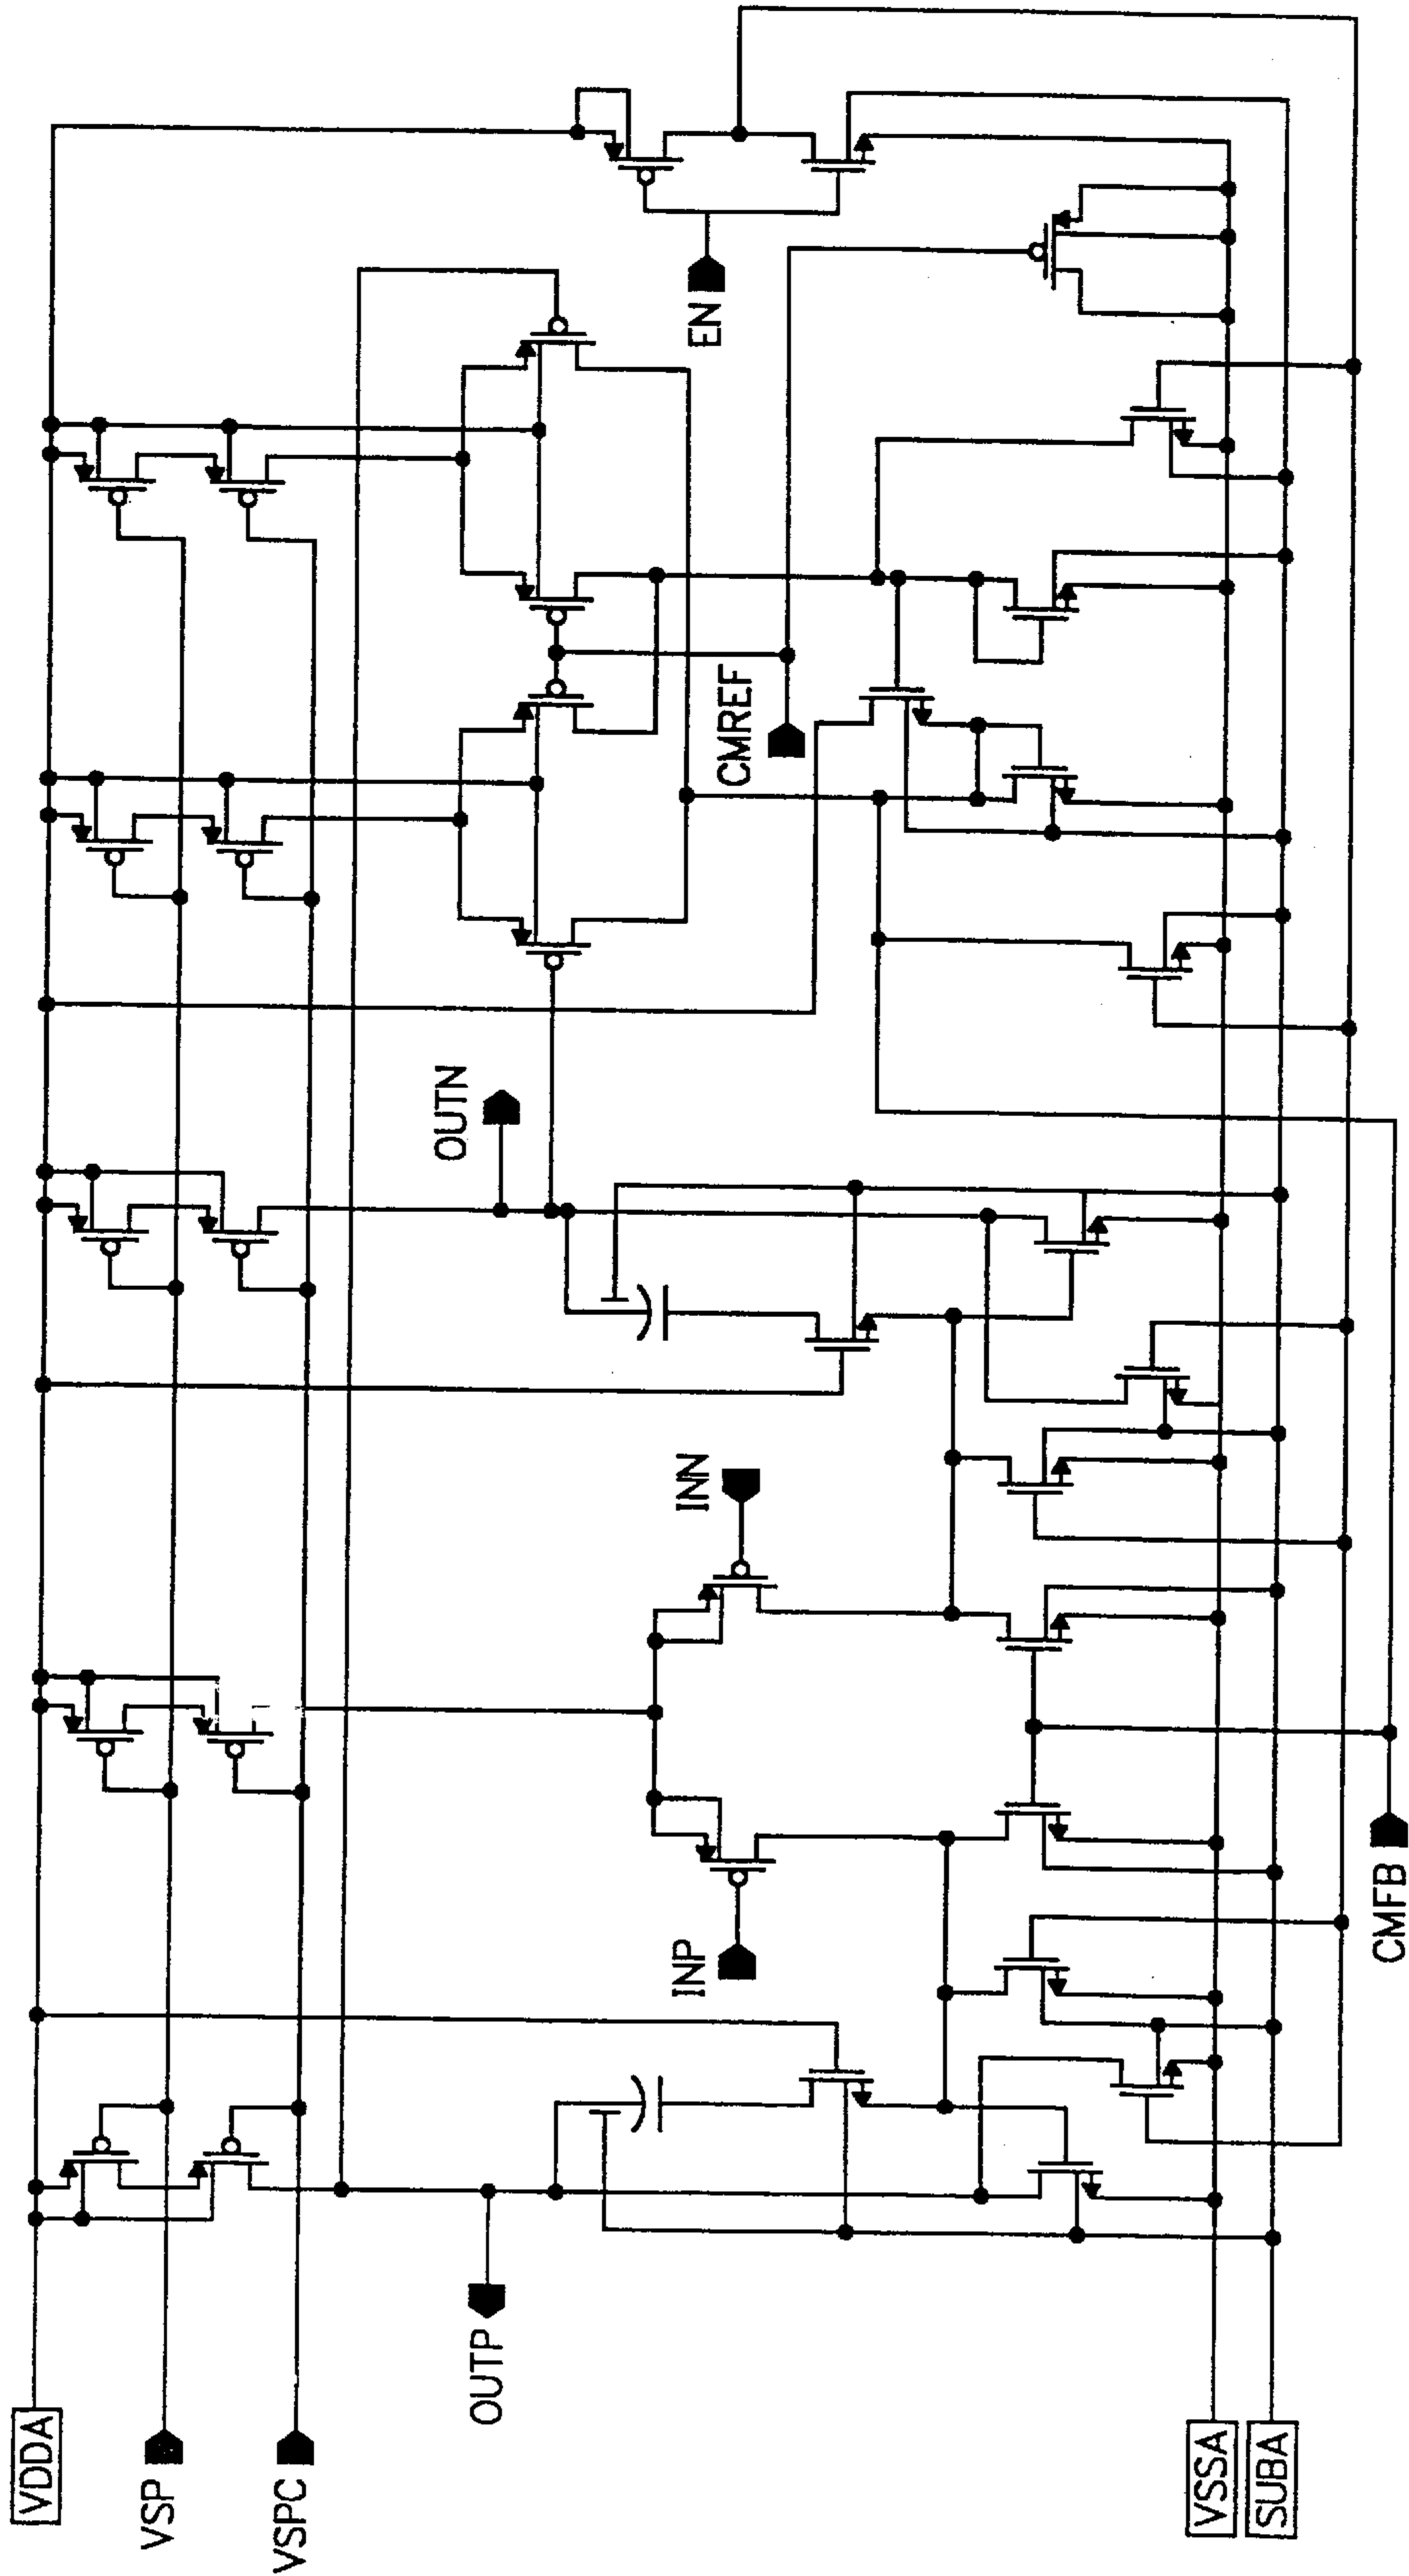 VDDA
VSP
VSPC
OUTP
INP
INN
OUTN
CMREF
EN
CMFB
VSSA
SUBA